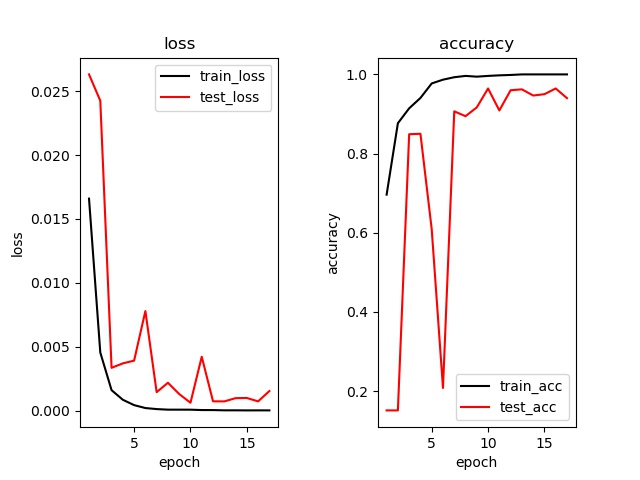 loss
train_loss
test_loss
0.025
0.020
0.015
0.010
0.005
0.000
loss
5 10 15
epoch
accuracy
1.0
0.8
0.6
0.4
0.2
accuracy
train_acc
test_acc
5 10 15
epoch